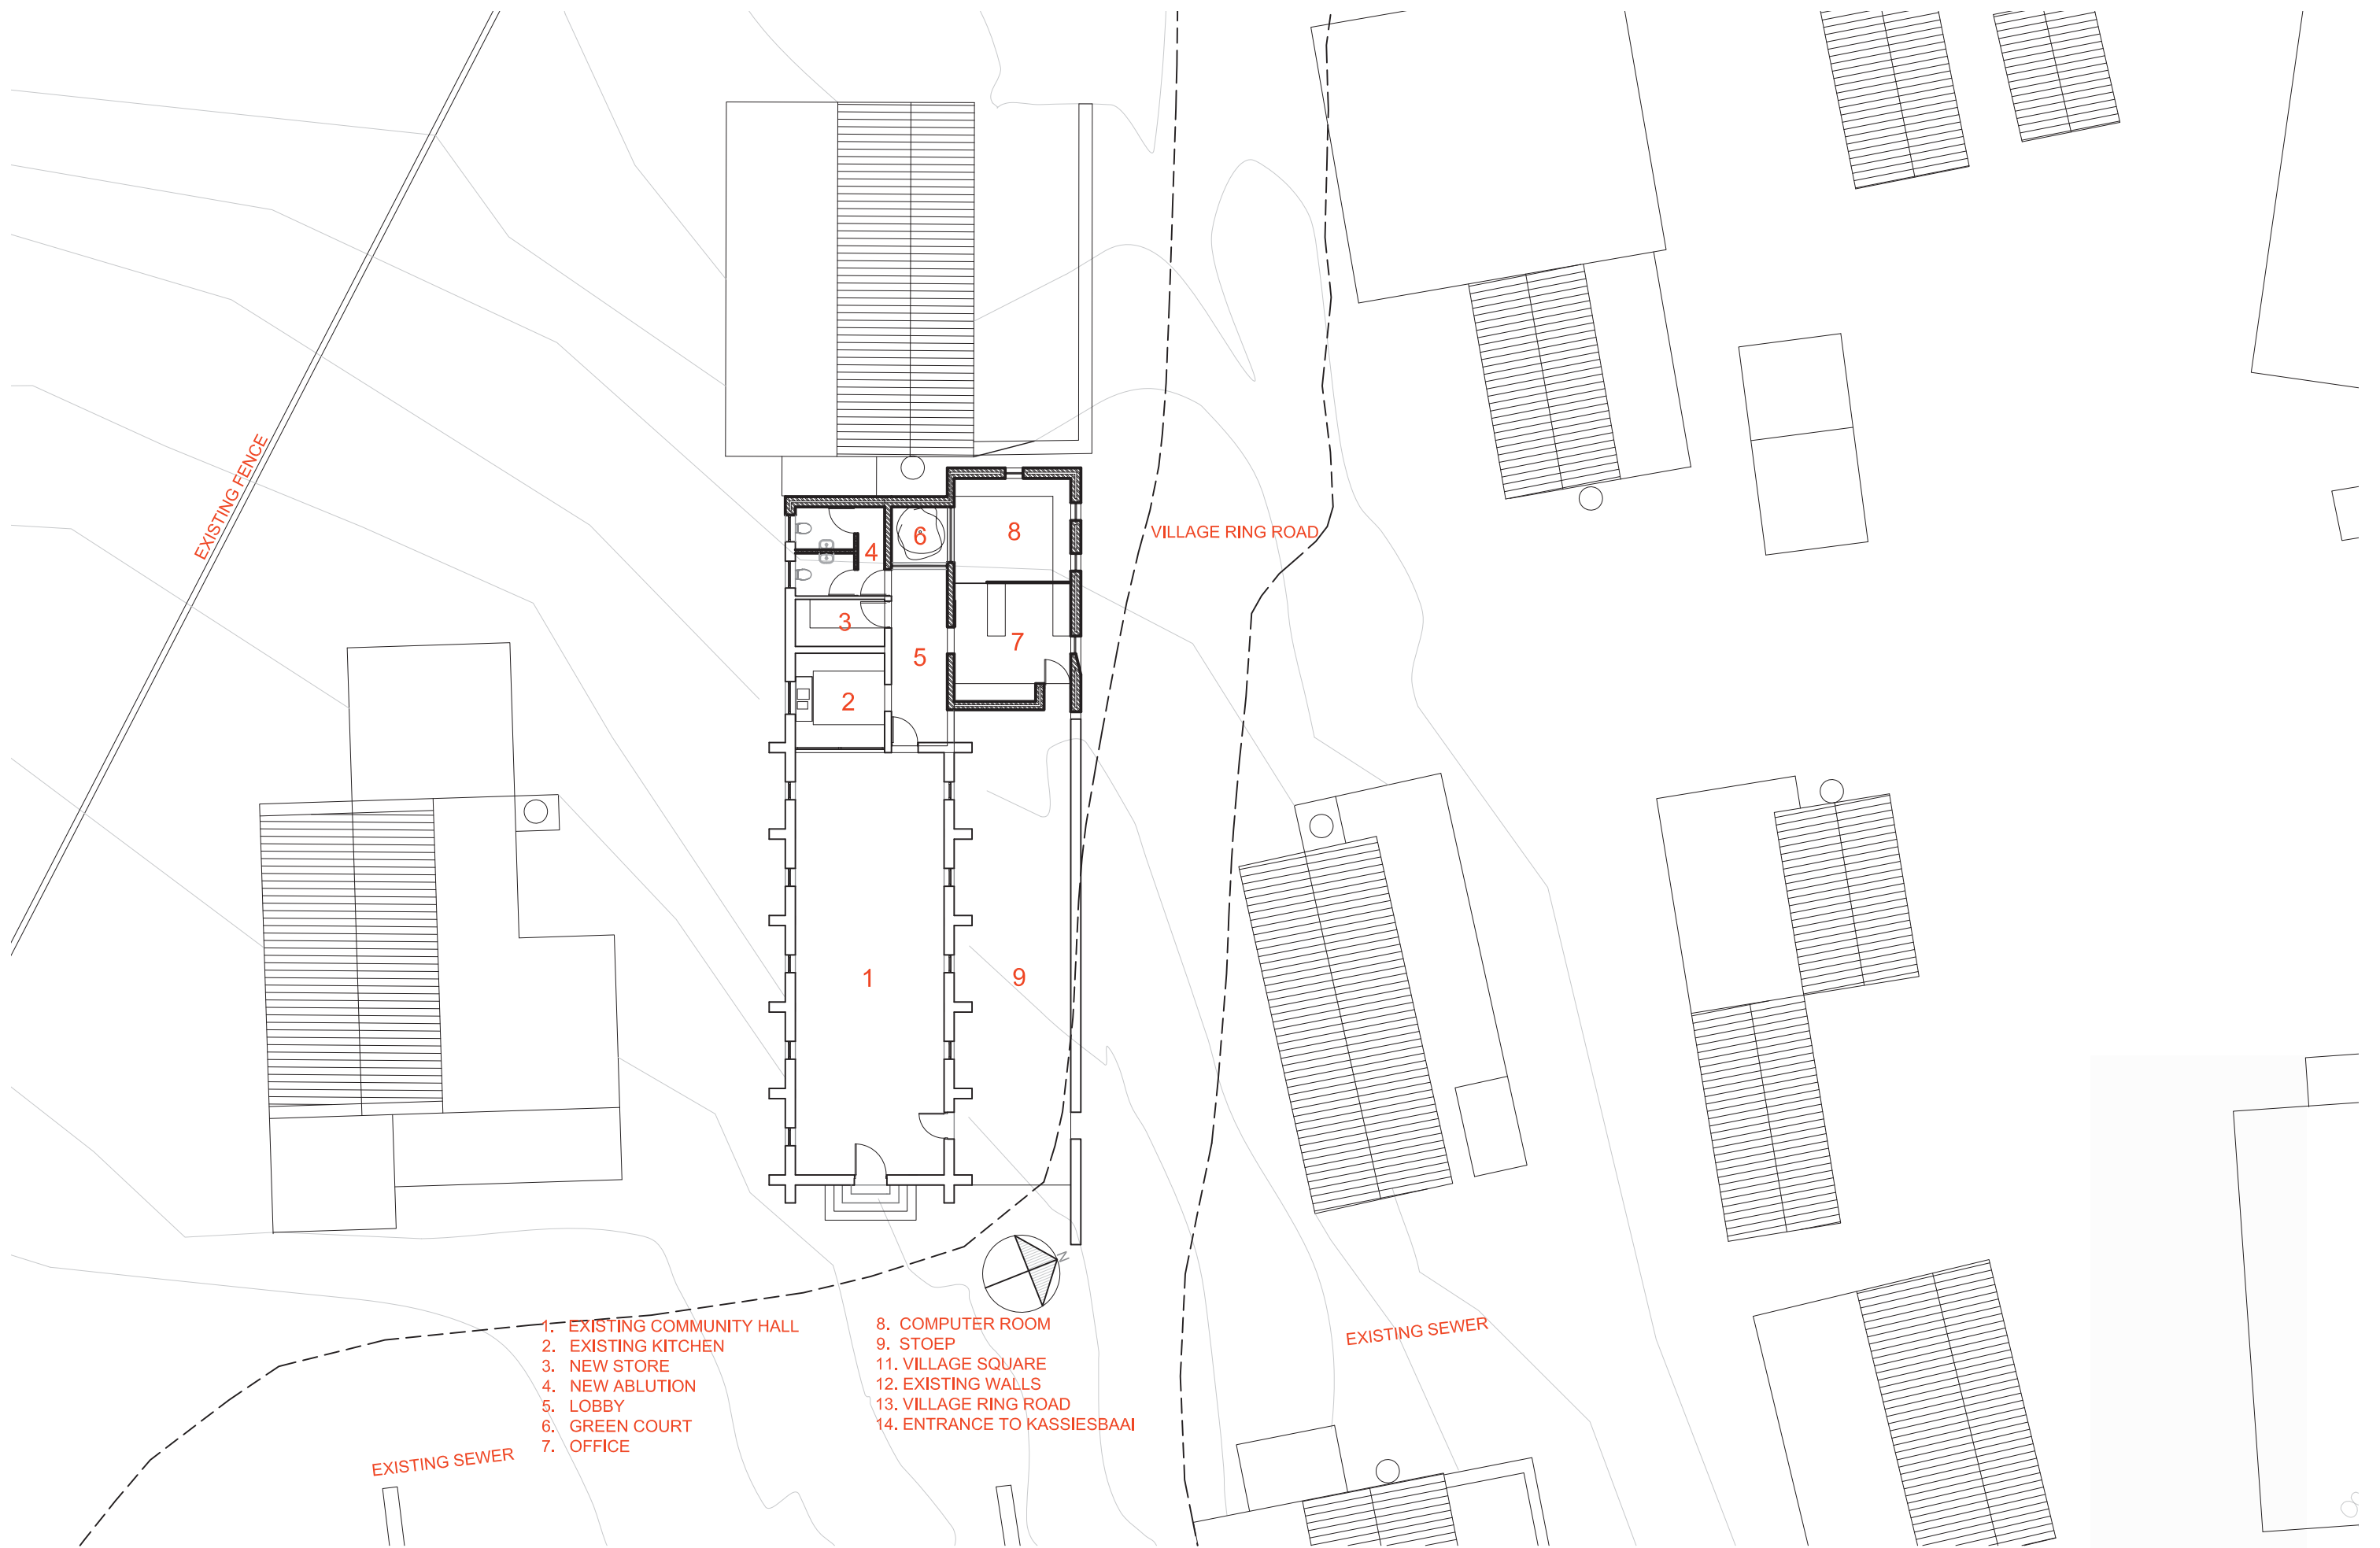 EXISTING FENCE
VILLAGE RING ROAD
6
8
4
3
7
5
2
1
9
N
1. EXISTING COMMUNITY HALL
2. EXISTING KITCHEN
3. NEW STORE
4. NEW ABLUTION
5. LOBBY
6. GREEN COURT
7. OFFICE
8. COMPUTER ROOM
9. STOEP
11. VILLAGE SQUARE
12. EXISTING WALLS
13. VILLAGE RING ROAD
14. ENTRANCE TO KASSIESBAAI
EXISTING SEWER
EXISTING SEWER